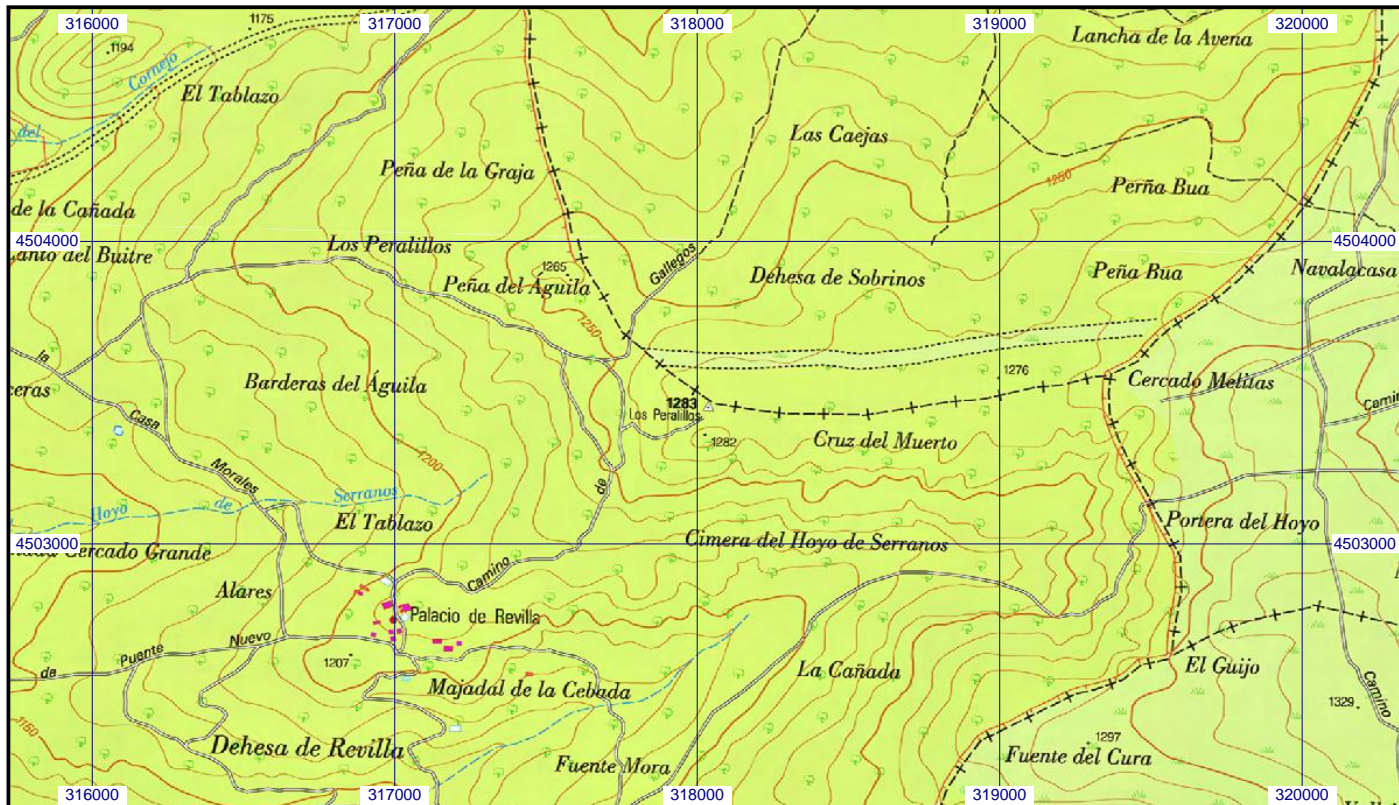 316000 317000 318000 319000 320000
1175
1194
Cornejo
del
El Tablazo
Lancha de la Avena
Las Caejas
Peña de la Graja
1250
Perña Bua
de la Cañada
Los Peralillos
4504000 4504000
Buitre
Gallegos
1265
Peña del Águila
Dehesa de Sobrinos
Peña Bua
Navalacasa
1250
la
1276
Barderas del Águila
Cercado Melitas
ceras
1283
Los Peralillos
Casa
1282
Cruz del Muerto
1200
Morales
de
Hoyo de Serranos
El Tablazo
Portera del Hoyo
4503000 4503000
Cercado Grande
Cimera del Hoyo de Serranos
Camino
Alares
Palacio de Revilla
Nuevo
Puente
de
1207
La Cañada
El Guijo
Majadal de la Cebada
Camino
1329
1150
Dehesa de Revilla
1297
Fuente del Cura
Fuente Mora
316000 317000 318000 319000 320000